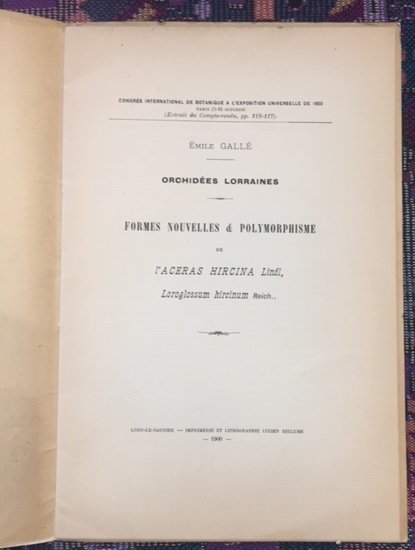 CONGRÈS INTERNATIONAL DE BOTANIQUE A L'EXPOSITION UNIVERSELLE DE 1900
PARIS (1-10 OCTOBRE)
(Extrait du Compte-rendu, pp. 112-117).
ÉMILE GALLÉ
ORCHIDÉES LORRAINES
FORMES NOUVELLES & POLYMORPHISME
DE
l'ACERAS HIRCINA Lindl,
Loroglossum hircinum Reich..
LONS-LE-SAUNIER — IMPRIMERIE ET LITHOGRAPHIE LUCIEN DECLUME
— 1900 —